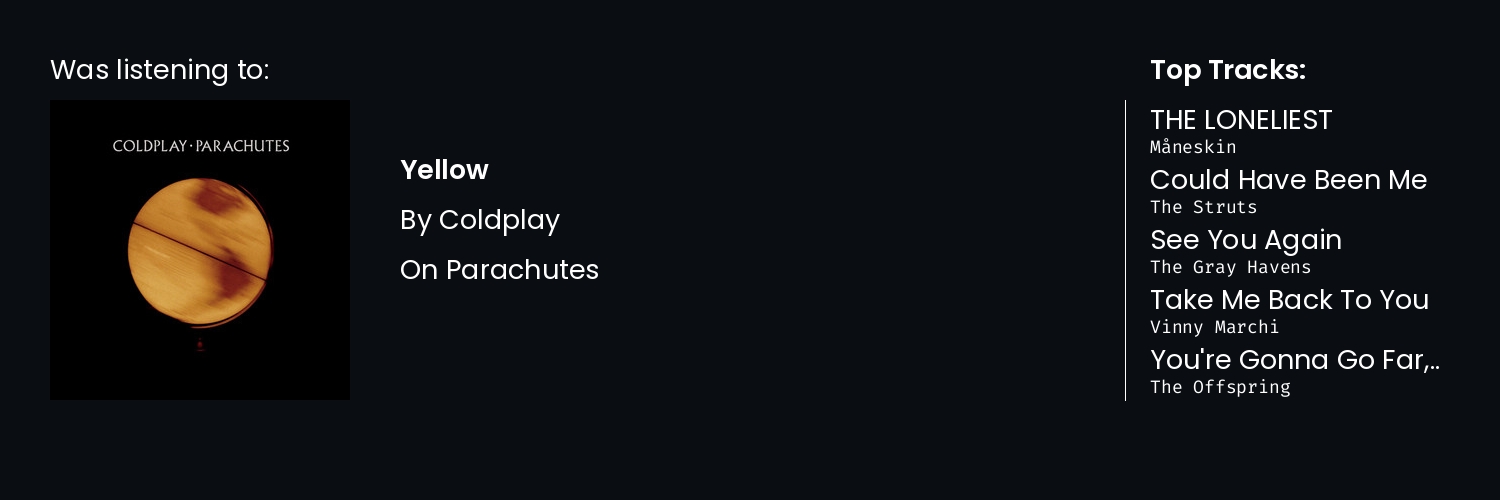 Was listening to:
COLDPLAY·PARACHUTES
Yellow
By Coldplay
On Parachutes
Top Tracks:
THE LONELIEST
Måneskin
Could Have Been Me
The Struts
See You Again
The Gray Havens
Take Me Back To You
Vinny Marchi
You're Gonna Go Far,..
The Offspring